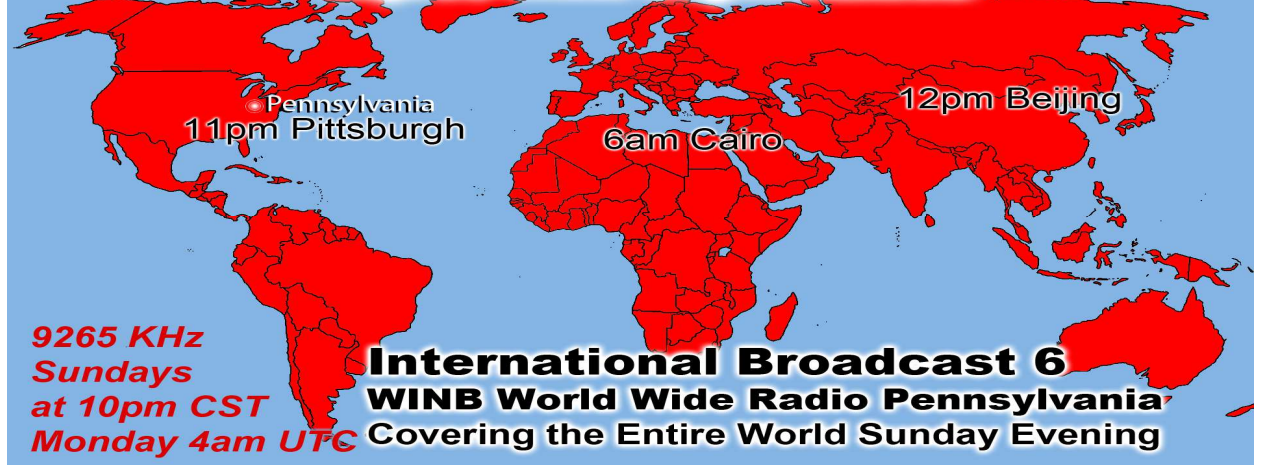 Pennsylvania
11pm Pittsburgh
6am Cairo
12pm Beijing
9265 KHz
Sundays
at 10pm CST
Monday 4am UTC
International Broadcast 6
WINB World Wide Radio Pennsylvania
Covering the Entire World Sunday Evening